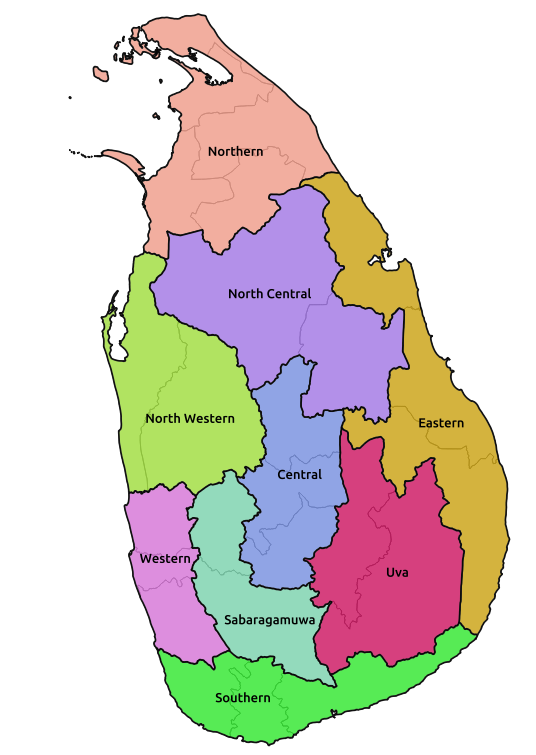 Northern
North Central
North Western
Eastern
Central
Western
Uva
Sabaragamuwa
Southern